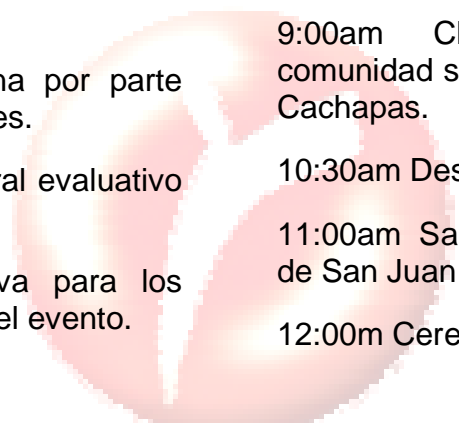 na por parte
es.
al evaluativo
va para los
el evento.
9:00am
comunidad s
Cachapas.
10:30am Des
11:00am Sa
de San Juan
12:00m Cere